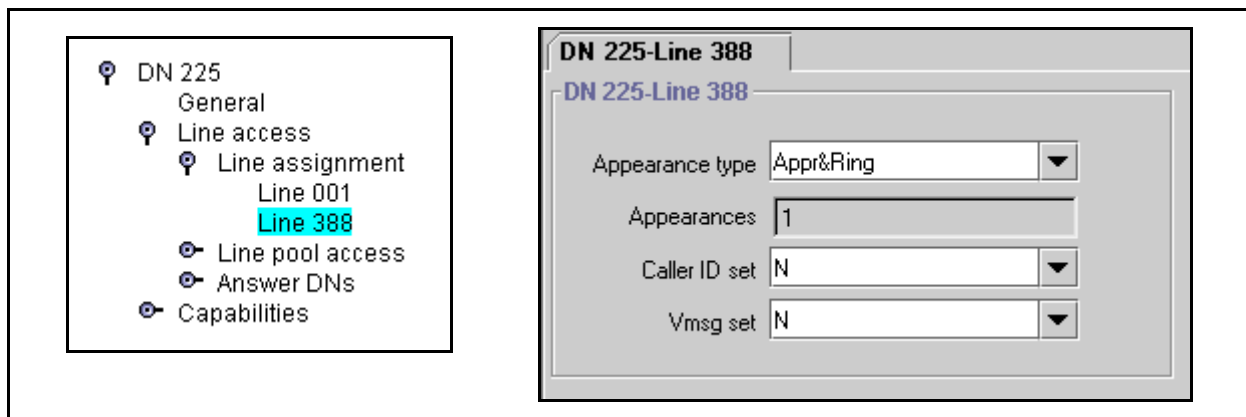 DN 225
General
Line access
Line assignment
Line 001
Line 388
Line pool access
Answer DNs
Capabilities
DN 225-Line 388
DN 225-Line 388
Appearance type Appr&Ring
Appearances 1
Caller ID set N
Vmsg set N